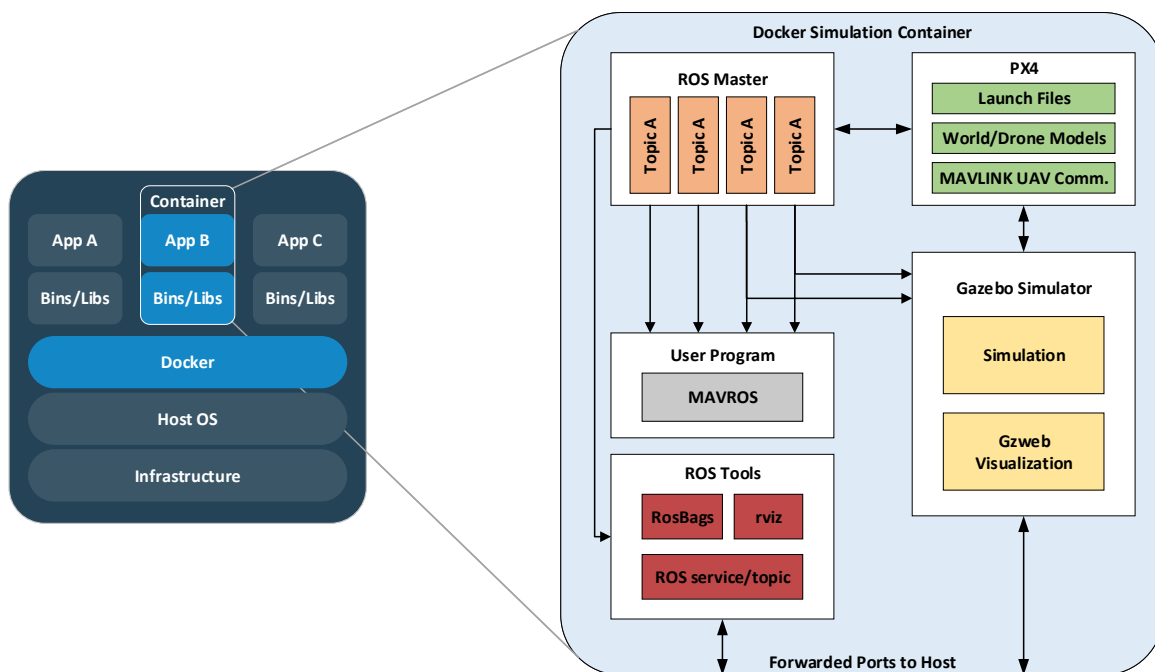 Container
App A
App B
App C
Bins/Libs
Bins/Libs
Bins/Libs
Docker
Host OS
Infrastructure
Docker Simulation Container
ROS Master
Topic A
Topic A
Topic A
Topic A
PX4
Launch Files
World/Drone Models
MAVLINK UAV Comm.
User Program
MAVROS
Gazebo Simulator
Simulation
Gzweb
Visualization
ROS Tools
RosBags
rviz
ROS service/topic
Forwarded Ports to Host